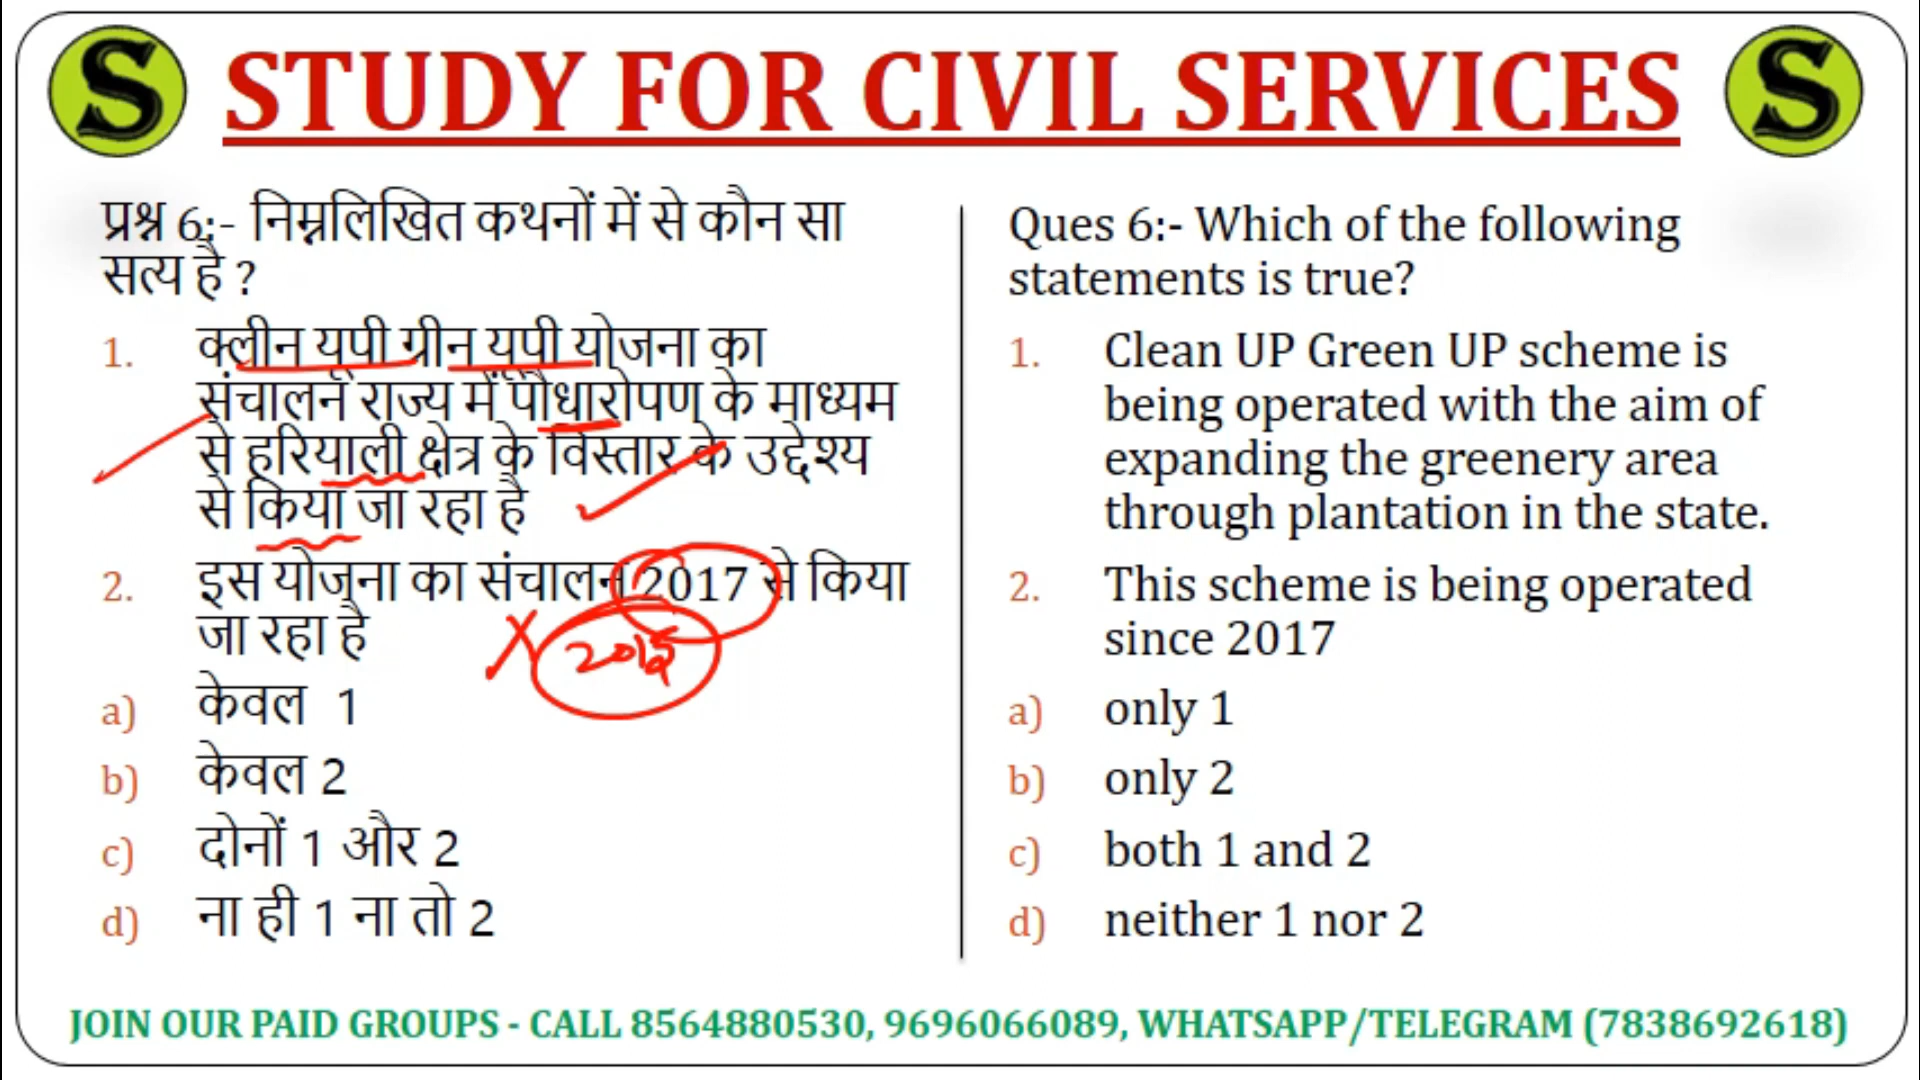 S STUDY FOR CIVIL SERVICES S
प्रश्न 6:- निम्नलिखित कथनों में से कौन सा
सत्य है ?
1. क्लीन यूपी ग्रीन यूपी योजना का
संचालन राज्य में पौधारोपण के माध्यम
से हरियाली क्षेत्र के विस्तार के उद्देश्य
से किया जा रहा है
2. इस योजना का संचालन 2017 से किया
जा रहा है
a) केवल 1
b) केवल 2
c) दोनों 1 और 2
d) ना ही 1 ना तो 2
Ques 6:- Which of the following
statements is true?
1. Clean UP Green UP scheme is
being operated with the aim of
expanding the greenery area
through plantation in the state.
2. This scheme is being operated
since 2017
a) only 1
b) only 2
c) both 1 and 2
d) neither 1 nor 2
JOIN OUR PAID GROUPS - CALL 8564880530, 9696066089, WHATSAPP/TELEGRAM (7838692618)